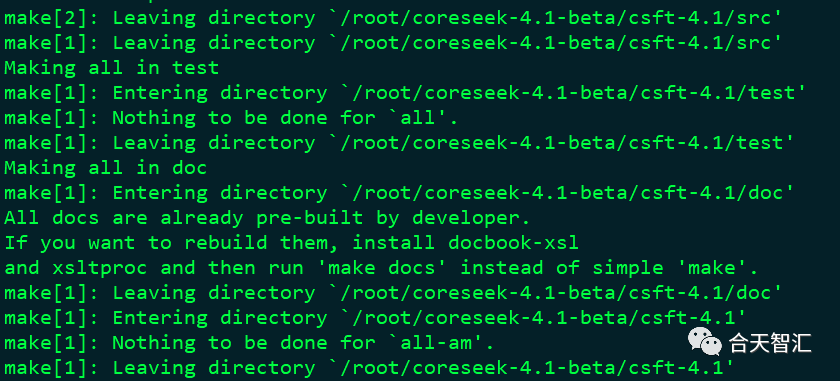 make[2]: Leaving directory `/root/coreseek-4.1-beta/csft-4.1/src'
make[1]: Leaving directory `/root/coreseek-4.1-beta/csft-4.1/src'
Making all in test
make[1]: Entering directory `/root/coreseek-4.1-beta/csft-4.1/test'
make[1]: Nothing to be done for `all'.
make[1]: Leaving directory `/root/coreseek-4.1-beta/csft-4.1/test'
Making all in doc
make[1]: Entering directory `/root/coreseek-4.1-beta/csft-4.1/doc'
All docs are already pre-built by developer.
If you want to rebuild them, install docbook-xsl
and xsltproc and then run 'make docs' instead of simple 'make'.
make[1]: Leaving directory `/root/coreseek-4.1-beta/csft-4.1/doc'
make[1]: Entering directory `/root/coreseek-4.1-beta/csft-4.1'
make[1]: Nothing to be done for `all-am'.
合天智汇
make[1]: Leaving directory `/root/coreseek-4.1-beta/csft-4.1'